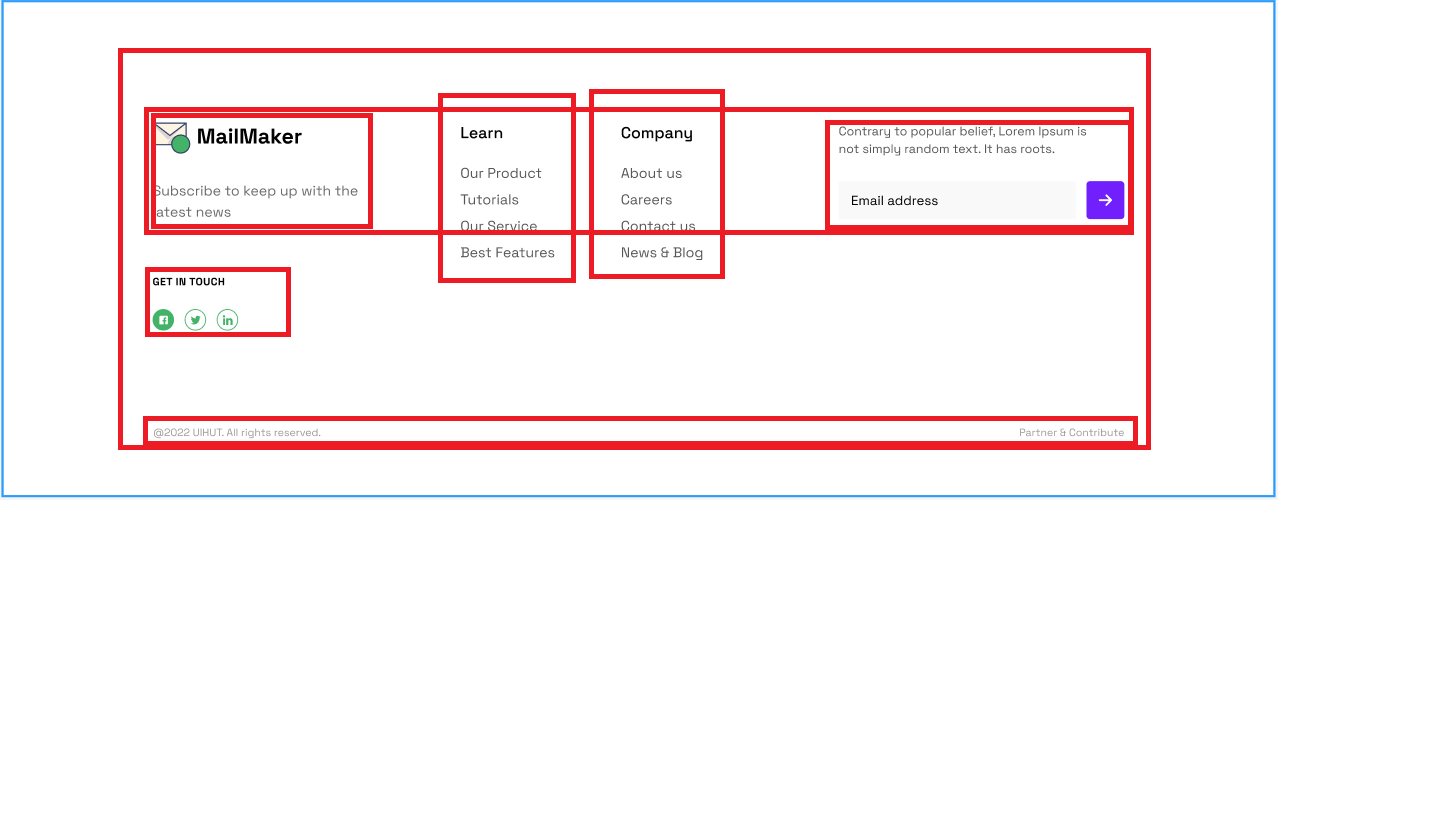 MailMaker
Subscribe to keep up with the
latest news
GET IN TOUCH
Learn
Our Product
Tutorials
Our Service
Best Features
Company
About us
Careers
Contact us
News & Blog
Contrary to popular belief, Lorem Ipsum is
not simply random text. It has roots.
Email address
@2022 UIHUT. All rights reserved.
Partner & Contribute